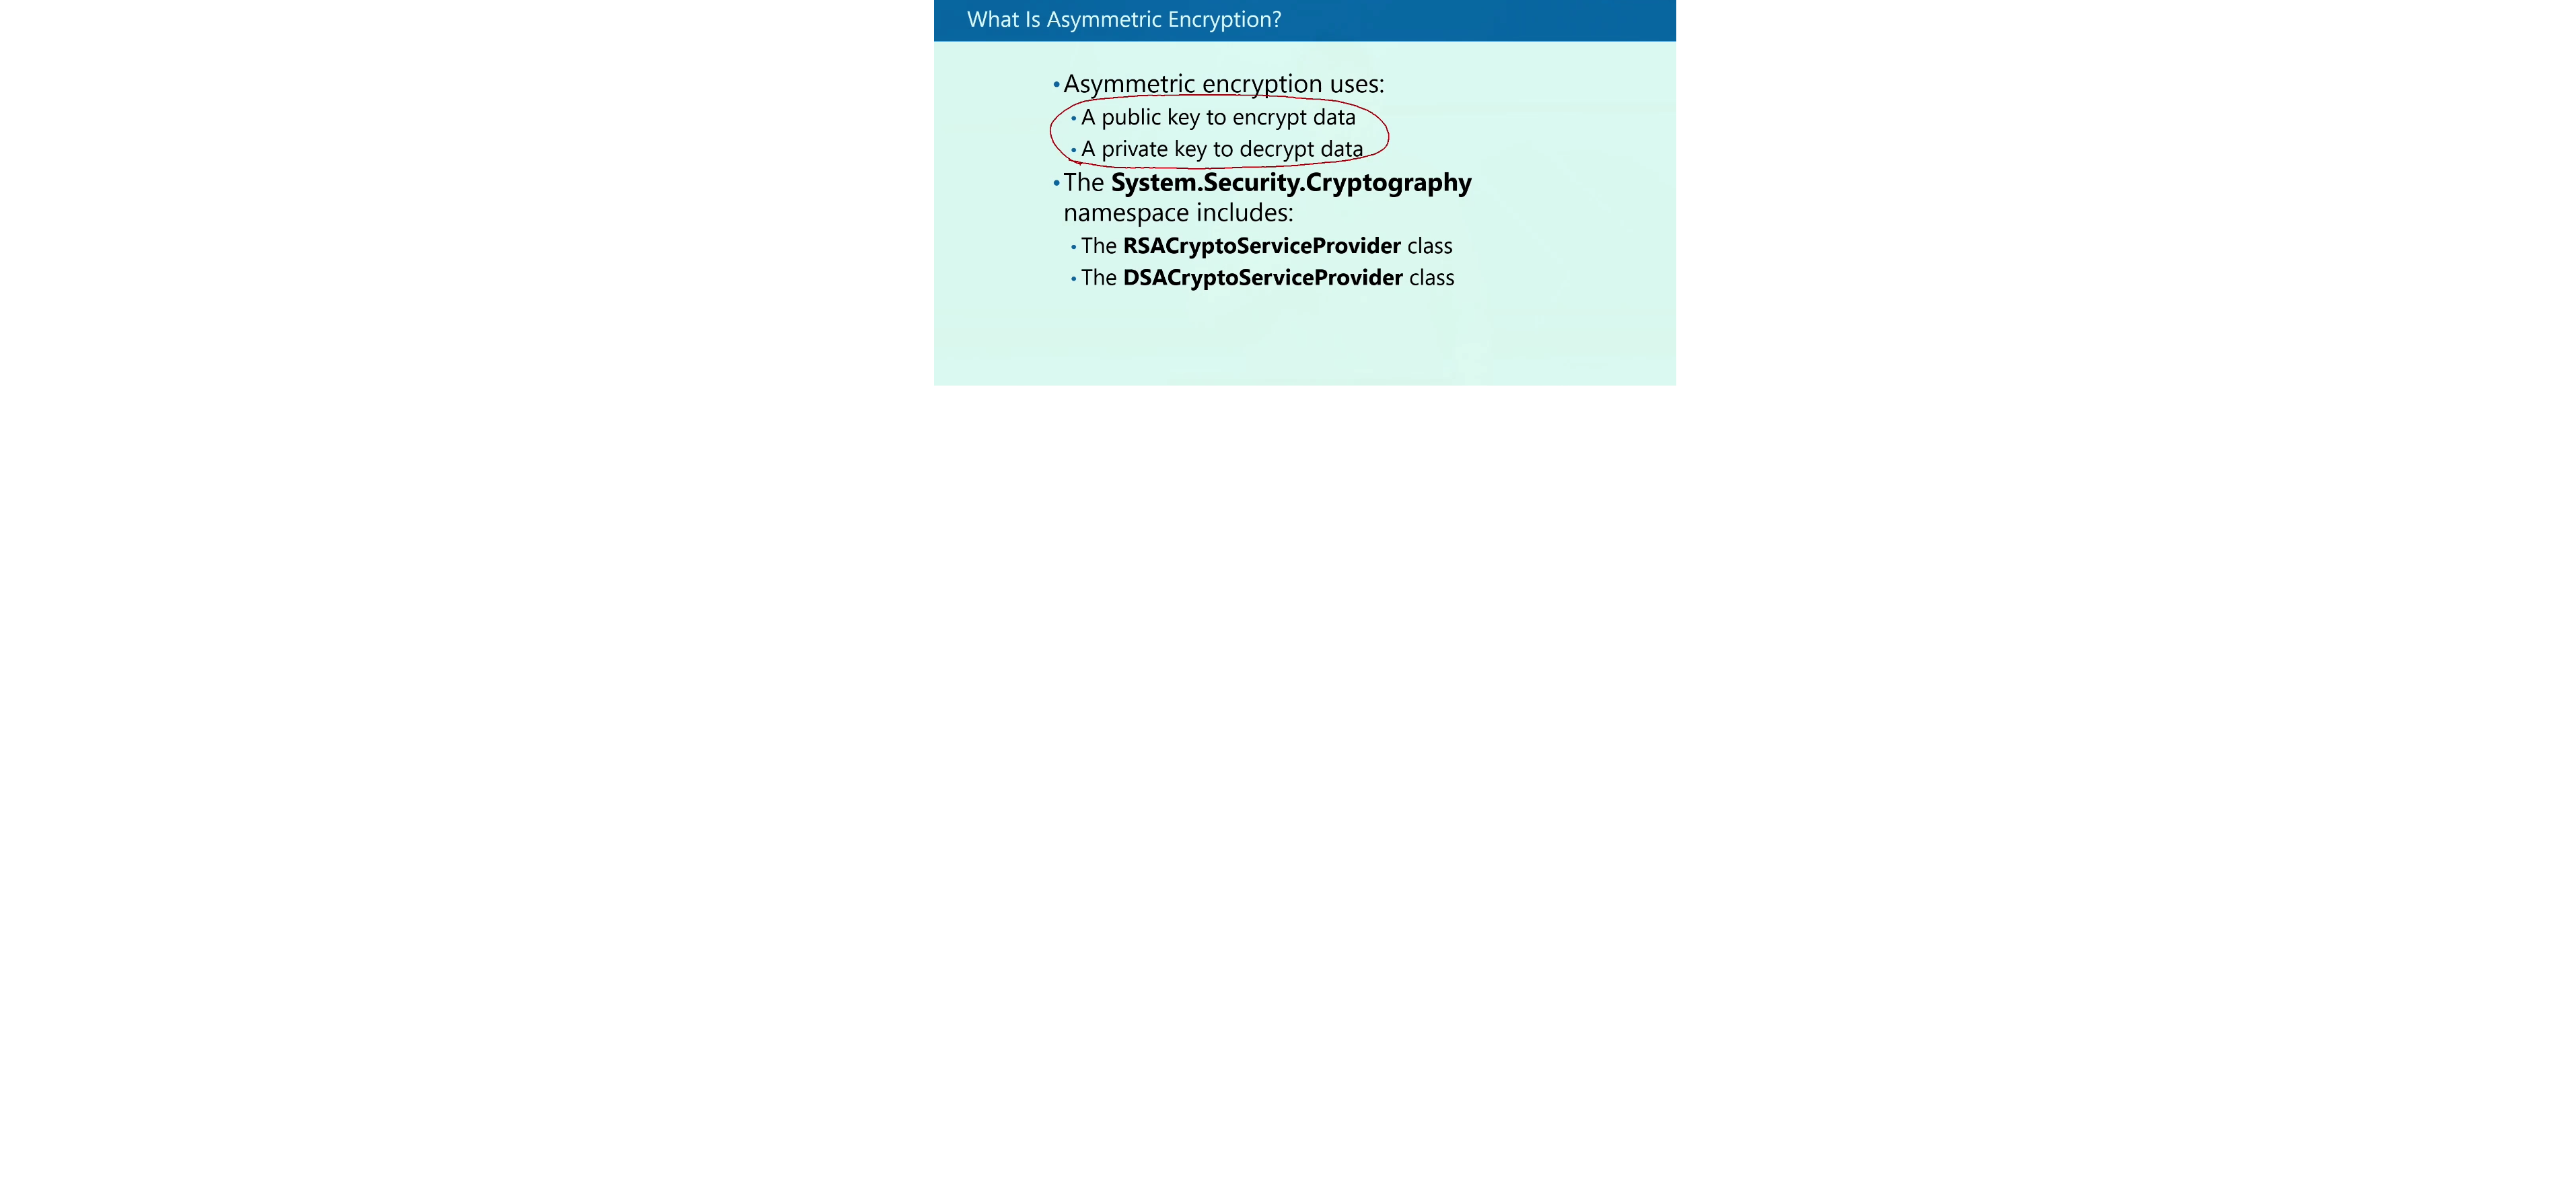 What Is Asymmetric Encryption?
•Asymmetric encryption uses:
•A public key to encrypt data
•A private key to decrypt data
•The System.Security.Cryptography
namespace includes:
•The RSACryptoServiceProvider class
•The DSACryptoServiceProvider class